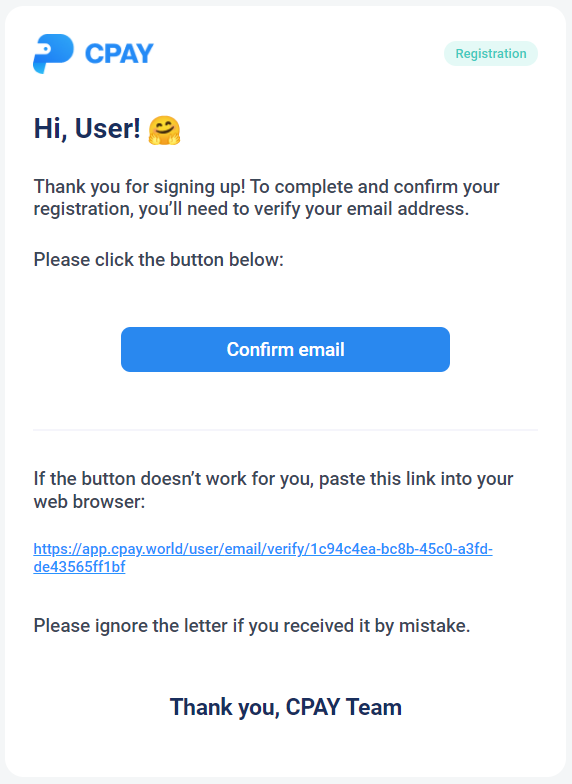 CPAY
Registration
Hi, User! 🤗
Thank you for signing up! To complete and confirm your
registration, you’ll need to verify your email address.
Please click the button below:
Confirm email
If the button doesn’t work for you, paste this link into your
web browser:
https://app.cpay.world/user/email/verify/1c94c4ea-bc8b-45c0-a3fd-
de43565ff1bf
Please ignore the letter if you received it by mistake.
Thank you, CPAY Team